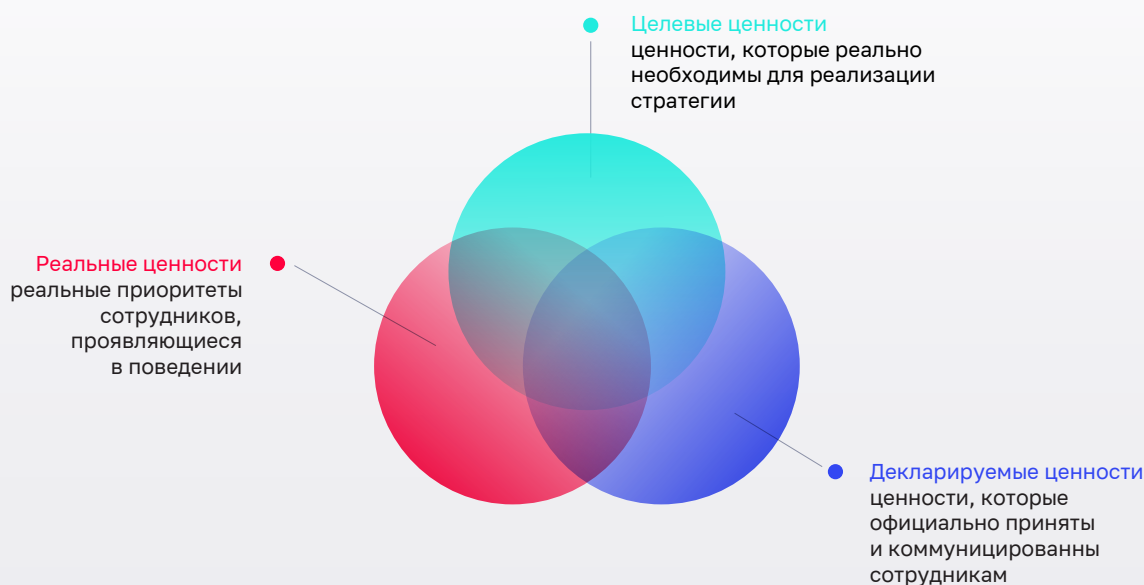 Целевые ценности
ценности, которые реально
необходимы для реализации
стратегии
Реальные ценности
реальные приоритеты
сотрудников,
проявляющиеся
в поведении
Декларируемые ценности
ценности, которые
официально приняты
и коммуницированны
сотрудникам